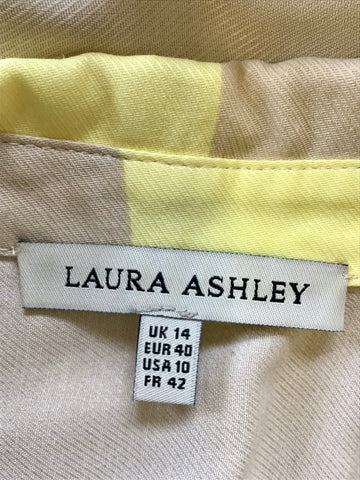 LAURA ASHLEY
UK 14
EUR 40
USA 10
FR 42